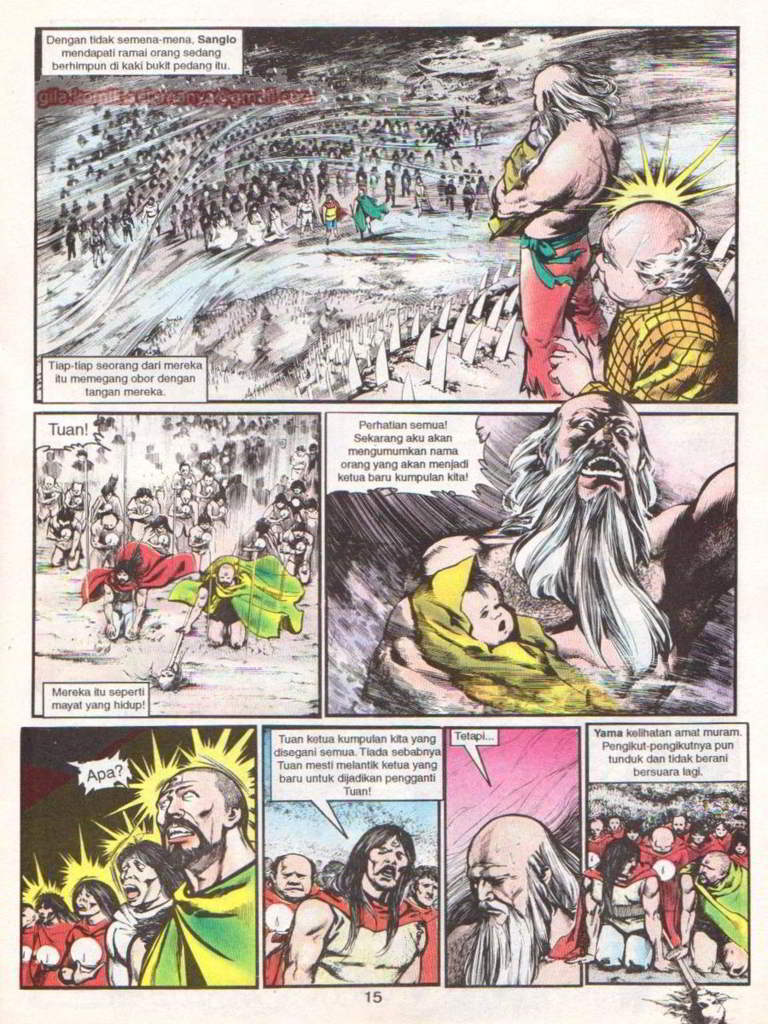 Dengan tidak semena-mena, Sanglo
mendapati ramai orang sedang
berhimpun di kaki bukit pedang itu.
Tiap-tiap seorang dari mereka
itu memegang obor dengan
tangan mereka.
Tuan!
Mereka itu seperti
mayat yang hidup!
Perhatian semua!
Sekarang aku akan
mengumumkan nama
orang yang akan menjadi
ketua baru kumpulan kita!
Apa?
Tuan ketua kumpulan kita yang
disegani semua. Tiada sebabnya
Tuan mesti melantik ketua yang
baru untuk dijadikan pengganti
Tuan!
Tetapi...
Yama kelihatan amat muram.
Pengikut-pengikutnya pun
tunduk dan tidak berani
bersuara lagi.
15